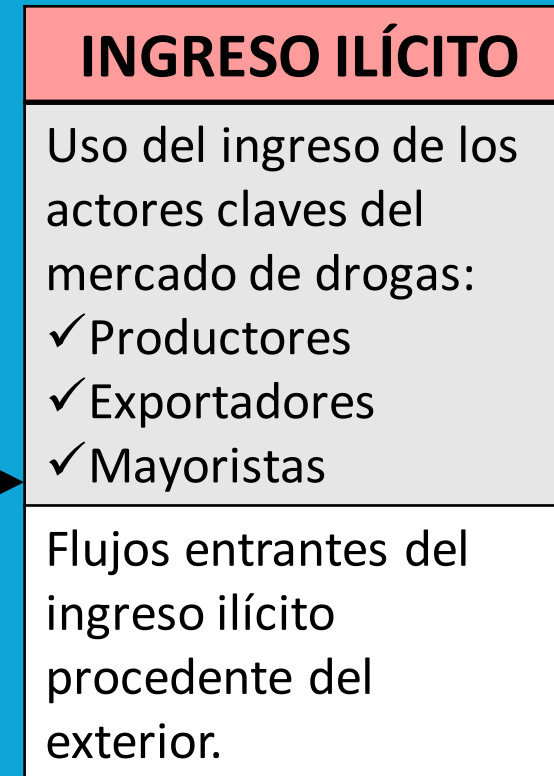 INGRESO ILÍCITO
Uso del ingreso de los
actores claves del
mercado de drogas:
✓Productores
✓Exportadores
✓Mayoristas
Flujos entrantes del
ingreso ilícito
procedente del
exterior.